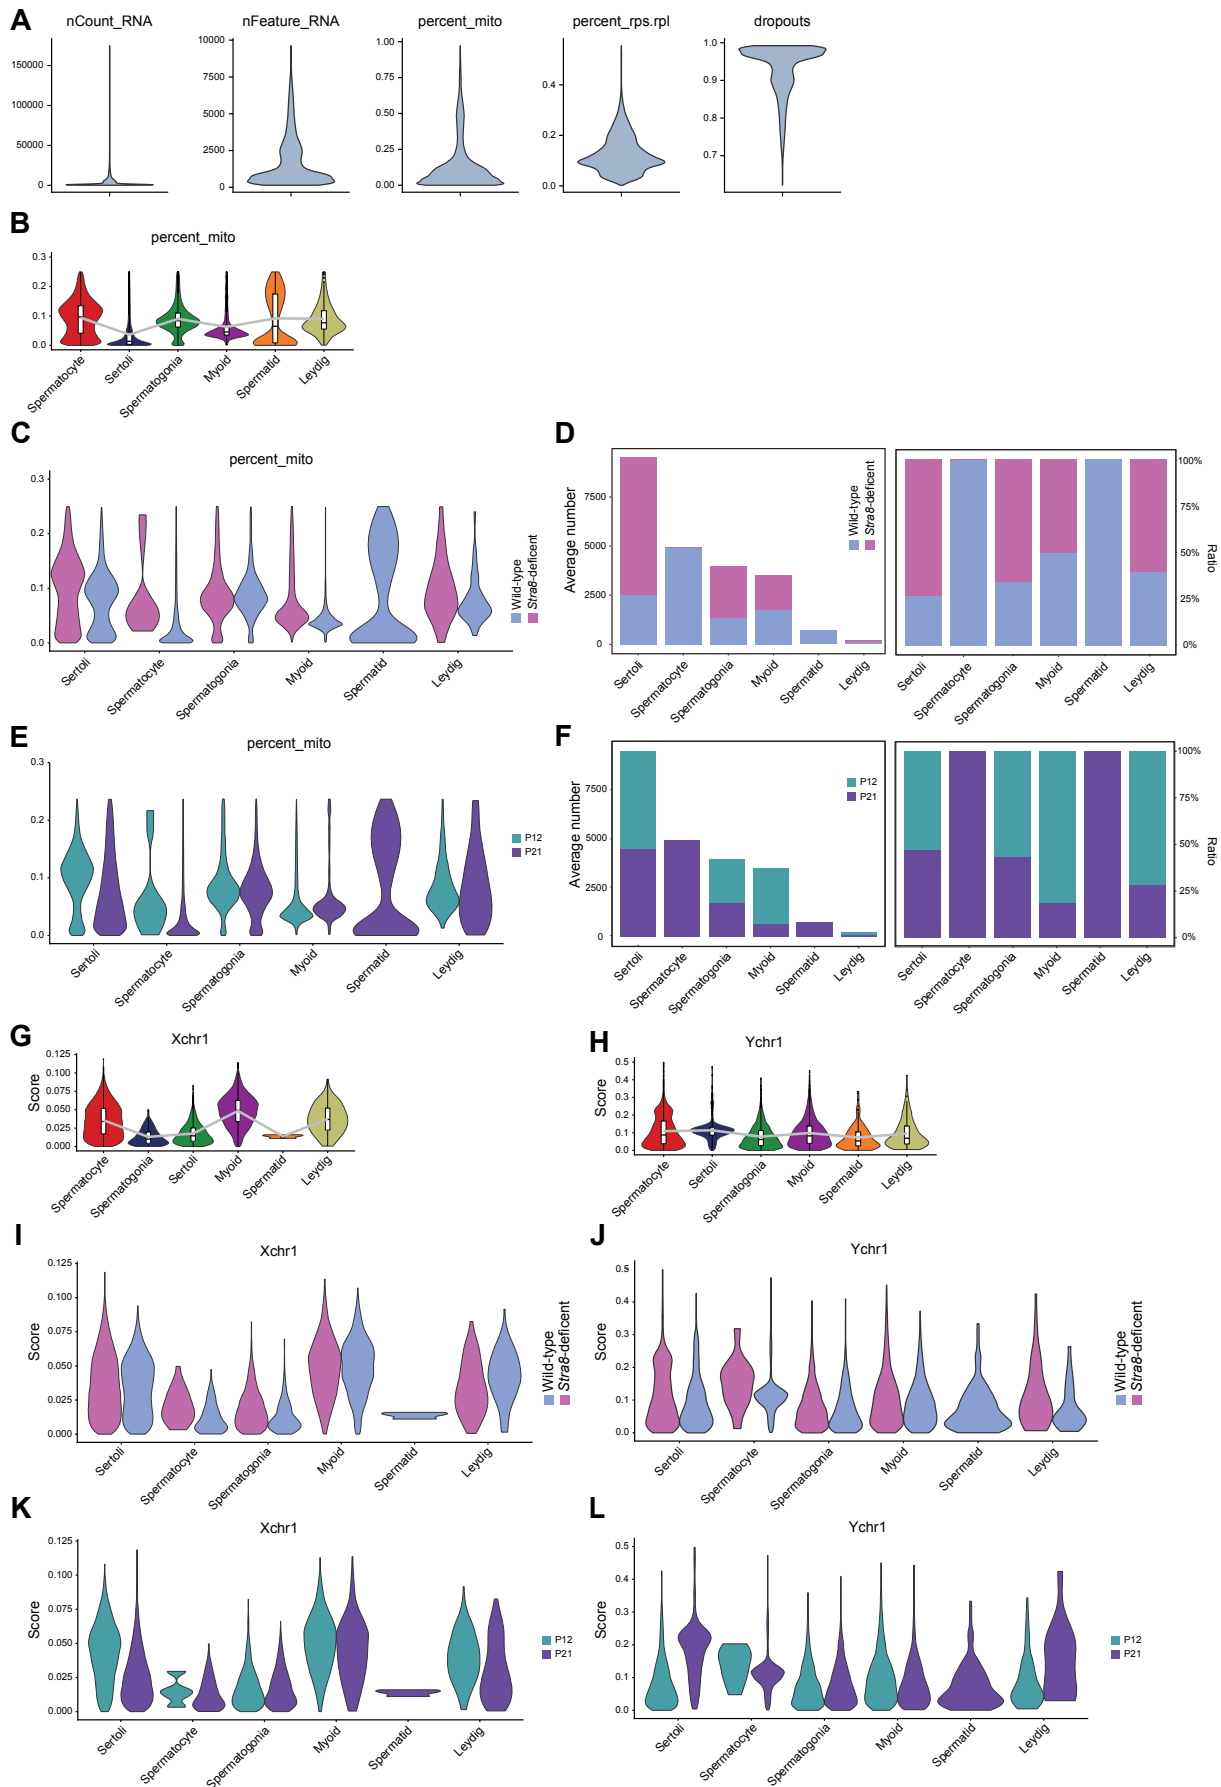 A
nCount_RNA
nFeature_RNA
percent_mito
percent_rps.rpl
dropouts
150000
100000
50000
0
10000
7500
5000
2500
0
1.00
0.75
0.50
0.25
0.00
0.4
0.2
0.0
1.0
0.9
0.8
0.7
B
percent_mito
0.3
0.2
0.1
0.0
Spermatocyte
Sertoli
Spermatogonia
Myoid
Spermatid
Leydig
C
percent_mito
0.3
0.2
0.1
0.0
Sertoli
Spermatocyte
Spermatogonia
Myoid
Spermatid
Leydig
Wild-type
Stra8-deficent
D
Average number
7500
5000
2500
0
Wild-type
Stra8-deficent
Sertoli
Spermatocyte
Spermatogonia
Myoid
Spermatid
Leydig
100%
75%
50%
25%
0%
Ratio
Sertoli
Spermatocyte
Spermatogonia
Myoid
Spermatid
Leydig
E
percent_mito
0.3
0.2
0.1
0.0
Sertoli
Spermatocyte
Spermatogonia
Myoid
Spermatid
Leydig
P12
P21
F
Average number
7500
5000
2500
0
P12
P21
Sertoli
Spermatocyte
Spermatogonia
Myoid
Spermatid
Leydig
100%
75%
50%
25%
0%
Ratio
Sertoli
Spermatocyte
Spermatogonia
Myoid
Spermatid
Leydig
G
Xchr1
Score
0.125
0.100
0.075
0.050
0.025
0.000
Spermatocyte
Spermatogonia
Sertoli
Myoid
Spermatid
Leydig
H
Ychr1
Score
0.5
0.4
0.3
0.2
0.1
0.0
Spermatocyte
Sertoli
Spermatogonia
Myoid
Spermatid
Leydig
I
Xchr1
Score
0.125
0.100
0.075
0.050
0.025
0.000
Sertoli
Spermatocyte
Spermatogonia
Myoid
Spermatid
Leydig
Wild-type
Stra8-deficent
J
Ychr1
Score
0.5
0.4
0.3
0.2
0.1
0.0
Sertoli
Spermatocyte
Spermatogonia
Myoid
Spermatid
Leydig
Wild-type
Stra8-deficent
K
Xchr1
Score
0.125
0.100
0.075
0.050
0.025
0.000
Sertoli
Spermatocyte
Spermatogonia
Myoid
Spermatid
Leydig
P12
P21
L
Ychr1
Score
0.5
0.4
0.3
0.2
0.1
0.0
Sertoli
Spermatocyte
Spermatogonia
Myoid
Spermatid
Leydig
P12
P21